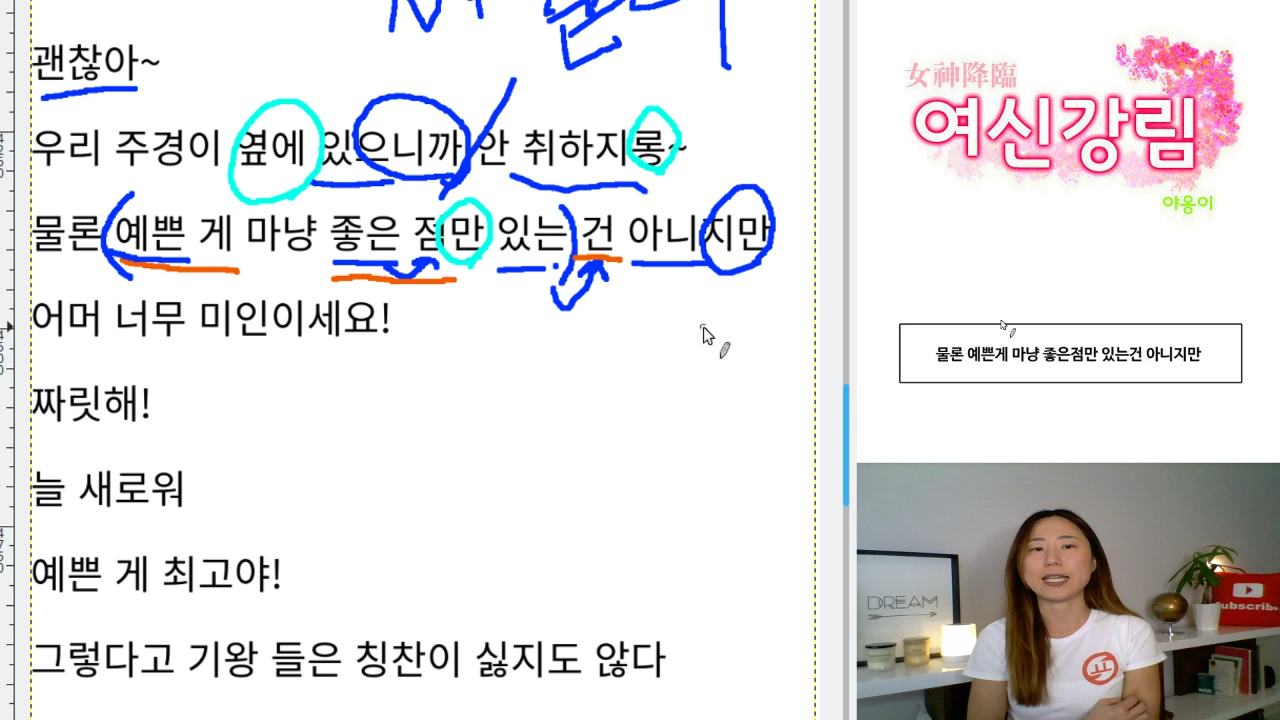 괜찮아~
우리 주경이 옆에 있으니까 안 취하지롱~
물론 예쁜 게 마냥 좋은 점만 있는 건 아니지만
어머 너무 미인이세요!
짜릿해!
늘 새로워
예쁜 게 최고야!
그렇다고 기왕 들은 칭찬이 싫지도 않다
女神降臨
여신강림
야옹이
물론 예쁜게 마냥 좋은점만 있는건 아니지만
DREAM
Subscribe